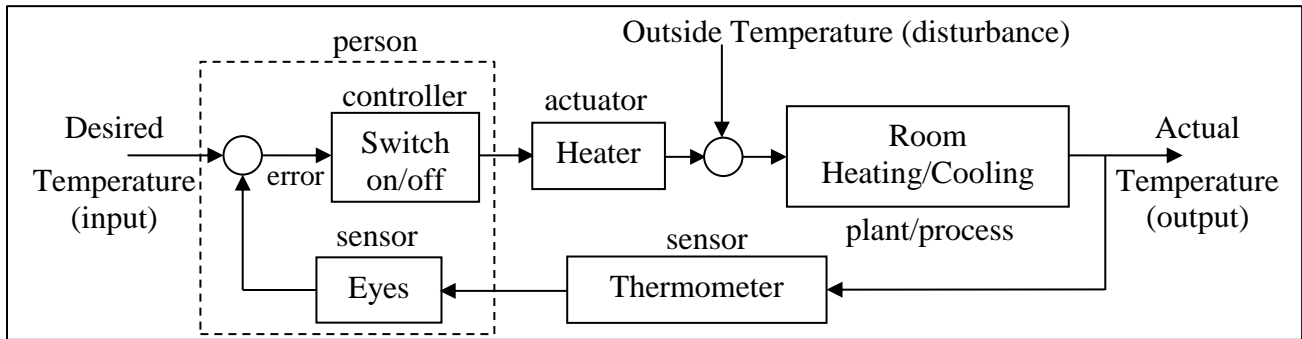 person
Outside Temperature (disturbance)
controller
actuator
Desired
Temperature
(input)
error
Switch
on/off
Heater
Room
Heating/Cooling
plant/process
Actual
Temperature
(output)
sensor
Eyes
sensor
Thermometer